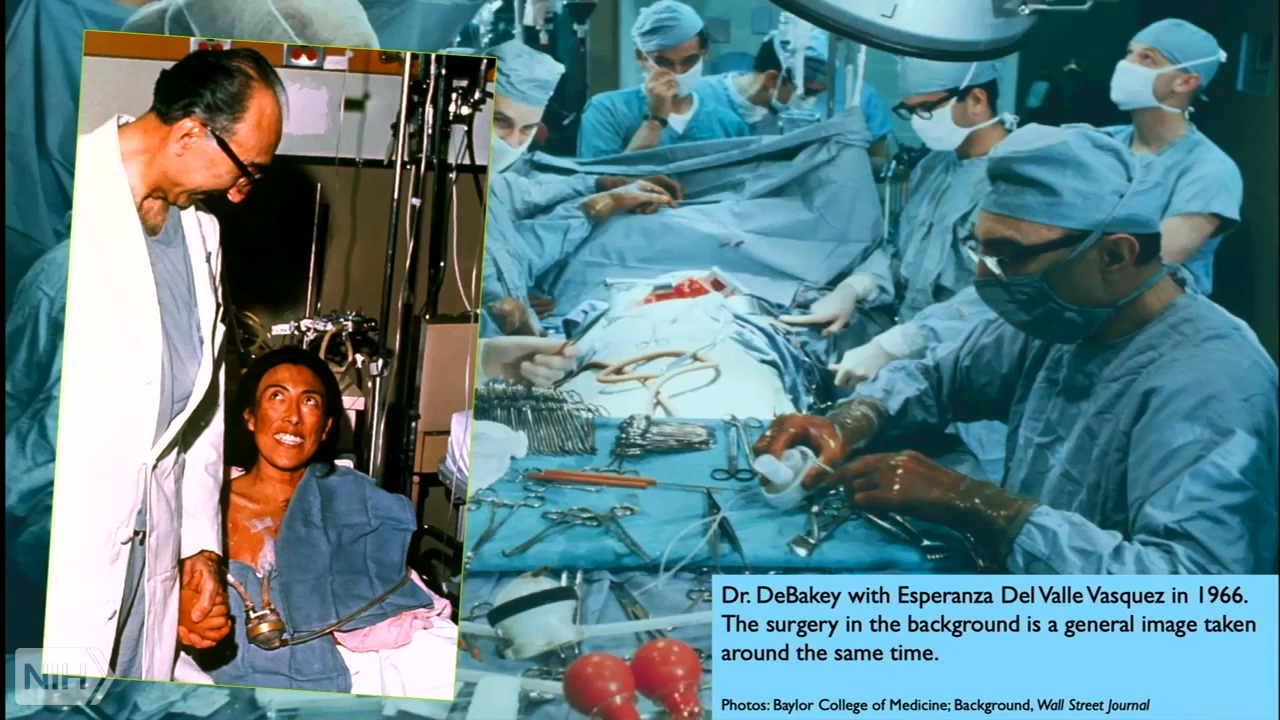 Dr. DeBakey with Esperanza Del Valle Vasquez in 1966.
The surgery in the background is a general image taken
around the same time.
Photos: Baylor College of Medicine; Background, Wall Street Journal
NIH